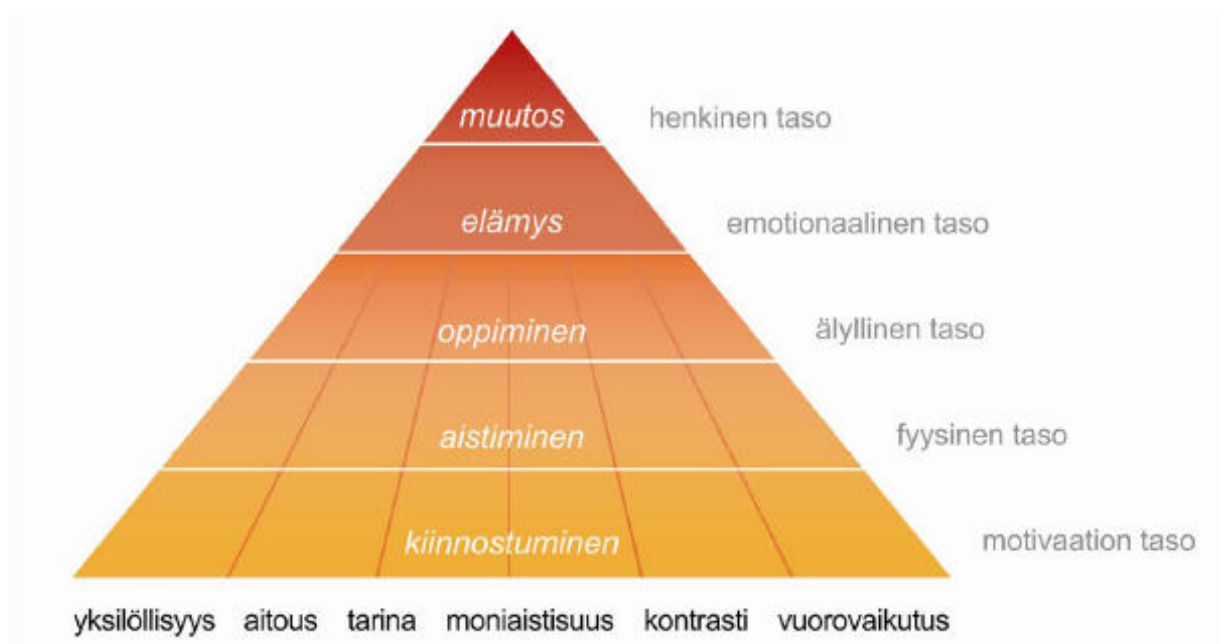 muutos henkinen taso
elämys emotionaalinen taso
oppiminen älyllinen taso
aistiminen fyysinen taso
kiinnostuminen motivaation taso
yksilöllisyys aitous tarina moniaistisuus kontrasti vuorovaikutus